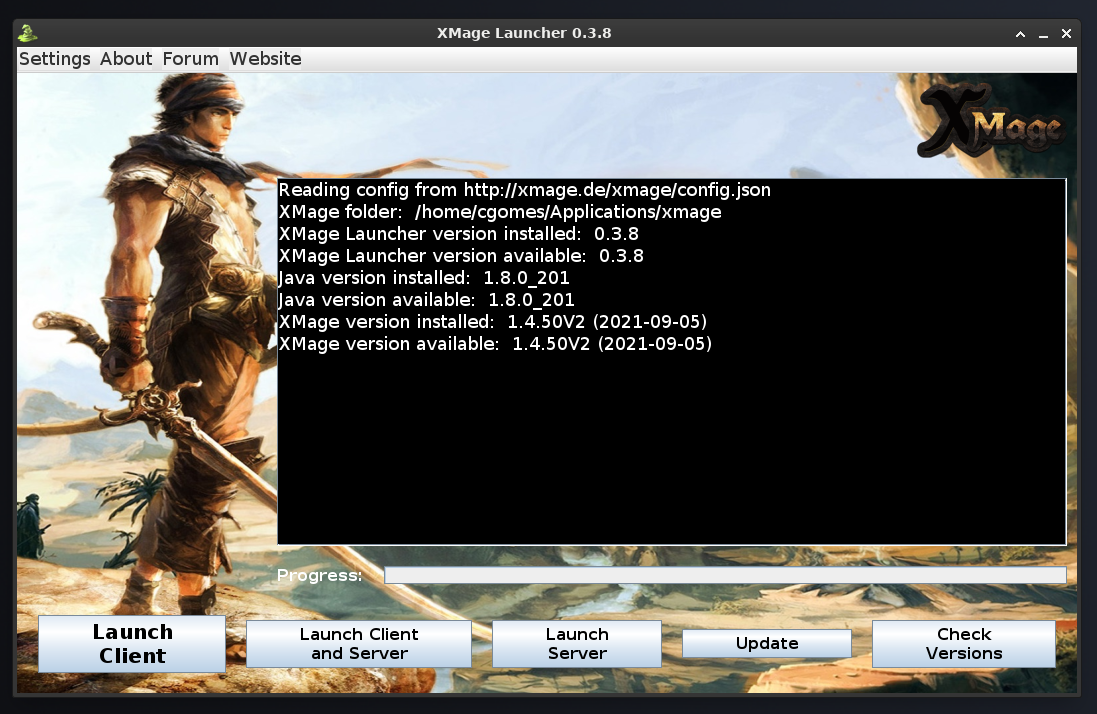 XMage Launcher 0.3.8
Settings About Forum Website
XMage
Reading config from http://xmage.de/xmage/config.json
XMage folder:  /home/cgomes/Applications/xmage
XMage Launcher version installed:  0.3.8
XMage Launcher version available:  0.3.8
Java version installed:  1.8.0_201
Java version available:  1.8.0_201
XMage version installed:  1.4.50V2 (2021-09-05)
XMage version available:  1.4.50V2 (2021-09-05)
Progress:
Launch
Client
Launch Client
and Server
Launch
Server
Update
Check
Versions